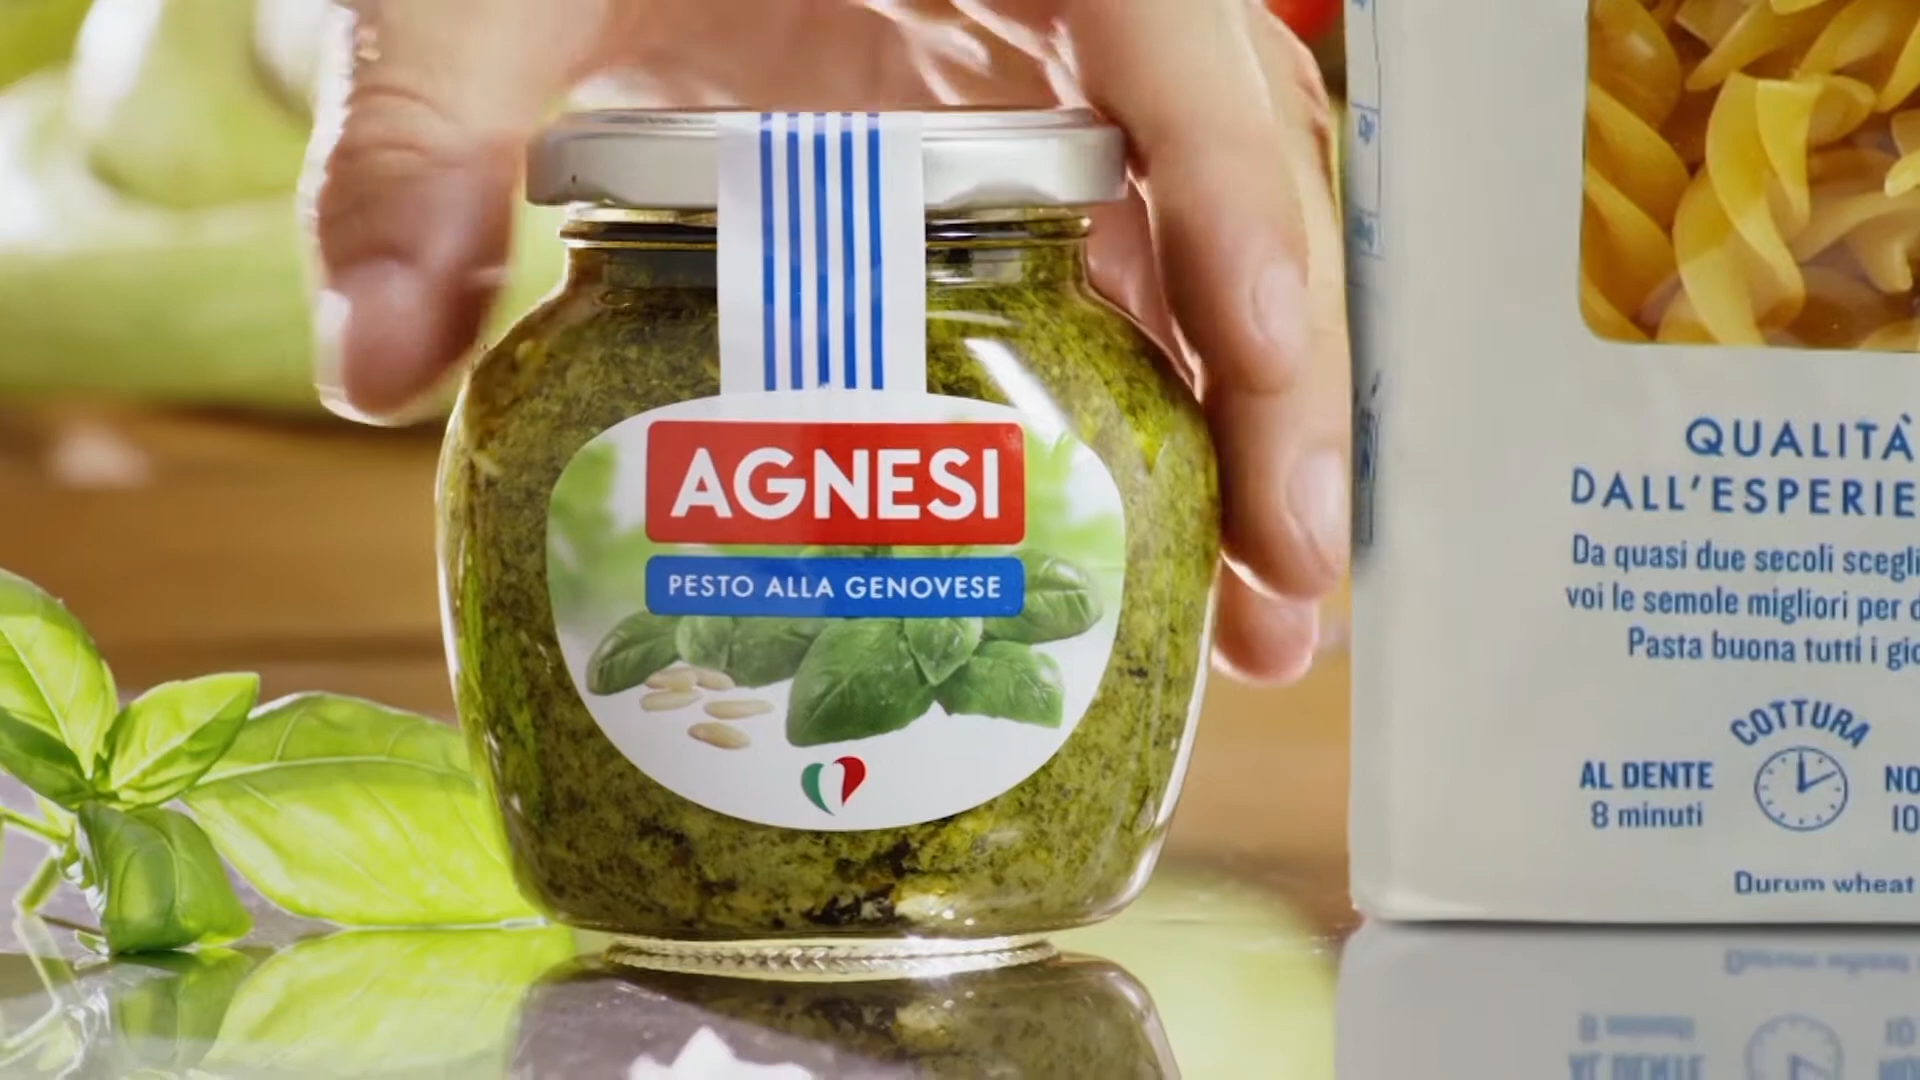 AGNESI
PESTO ALLA GENOVESE
QUALITÀ
DALL'ESPERIE
Da quasi due secoli scegli
voi le semole migliori per d
Pasta buona tutti i gio
COTTURA
AL DENTE
8 minuti
NO
10
Durum wheat